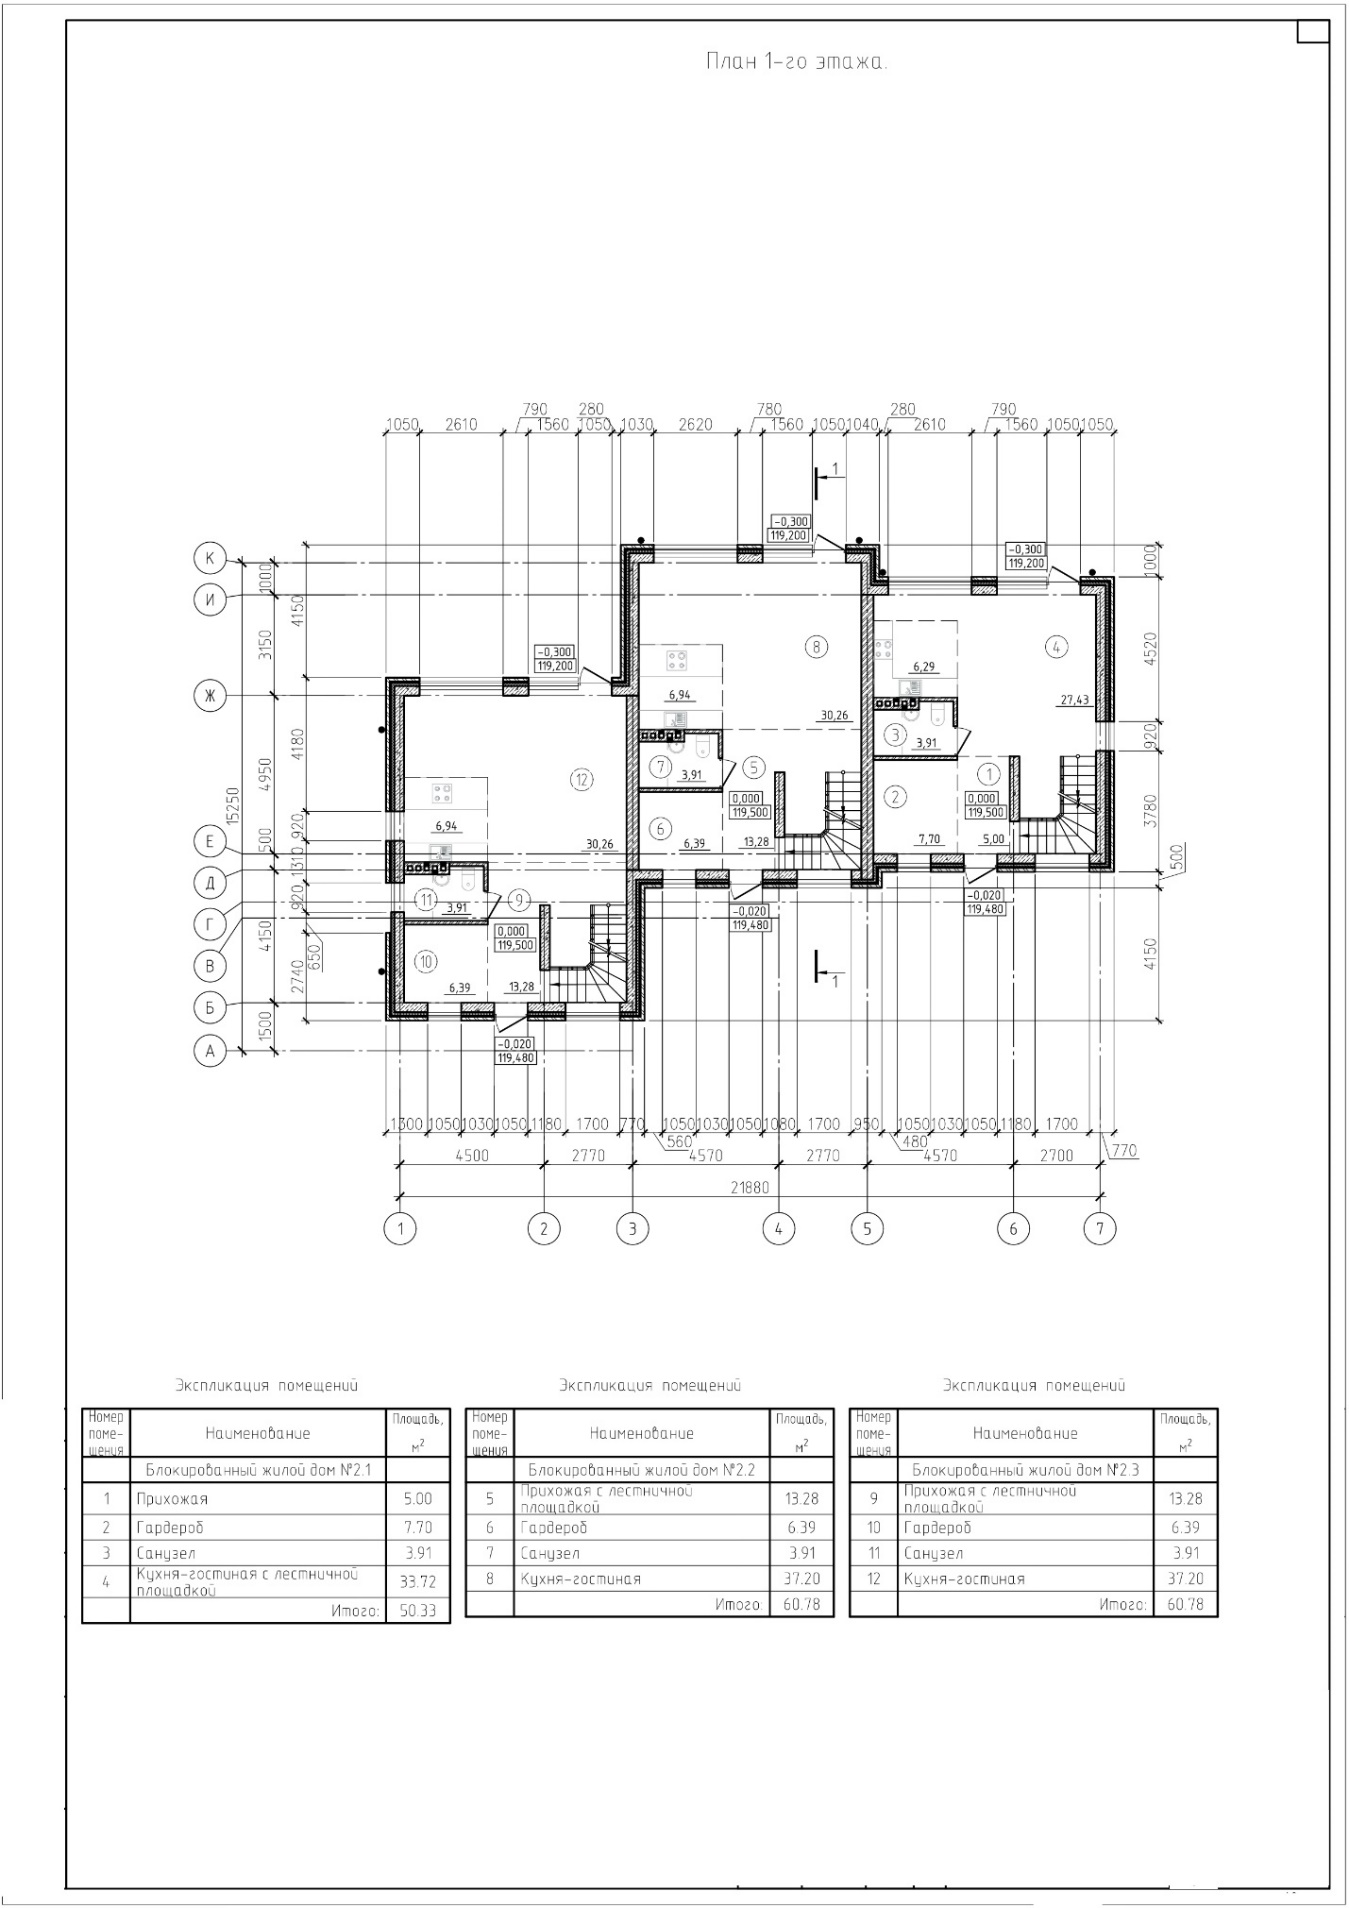 План 1-го этажа.
790 280 780 280 790
1050 2610 1560 1050 1030 2620 1560 1050 1040 2610 1560 1050 1050
1
-0,300
119,200
К
-0,300
119,200
1000
1000
И
4150
3150
8
4
4520
-0,300
119,200
6,29
6,94
27,43
Ж
30,26
3
3,91
920
4180
7
3,91
5
1
12
4950
2
0,000
119,500
0,000
119,500
3780
15250
6,94
920
6
Е
30,26
6,39
13,28
7,70
5,00
500
1310
500
Д
11
3,91
9
920
-0,020
119,480
-0,020
119,480
Г
0,000
119,500
4150
650
4150
В
10
2740
1
6,39
13,28
Б
1500
-0,020
119,480
А
1300 1050 1030 1050 1180 1700 770 1050 1030 1050 1080 1700 950 1050 1030 1050 1180 1700
560 480 770
4500 2770 4570 2770 4570 2700
21880
1 2 3 4 5 6 7
Экспликация помещений
Номер поме-щения Наименование Площадь, м²
Блокированный жилой дом №2.1
1 Прихожая 5.00
2 Гардероб 7.70
3 Санузел 3.91
4 Кухня-гостиная с лестничной площадкой 33.72
Итого: 50.33
Экспликация помещений
Номер поме-щения Наименование Площадь, м²
Блокированный жилой дом №2.2
5 Прихожая с лестничной площадкой 13.28
6 Гардероб 6.39
7 Санузел 3.91
8 Кухня-гостиная 37.20
Итого: 60.78
Экспликация помещений
Номер поме-щения Наименование Площадь, м²
Блокированный жилой дом №2.3
9 Прихожая с лестничной площадкой 13.28
10 Гардероб 6.39
11 Санузел 3.91
12 Кухня-гостиная 37.20
Итого: 60.78